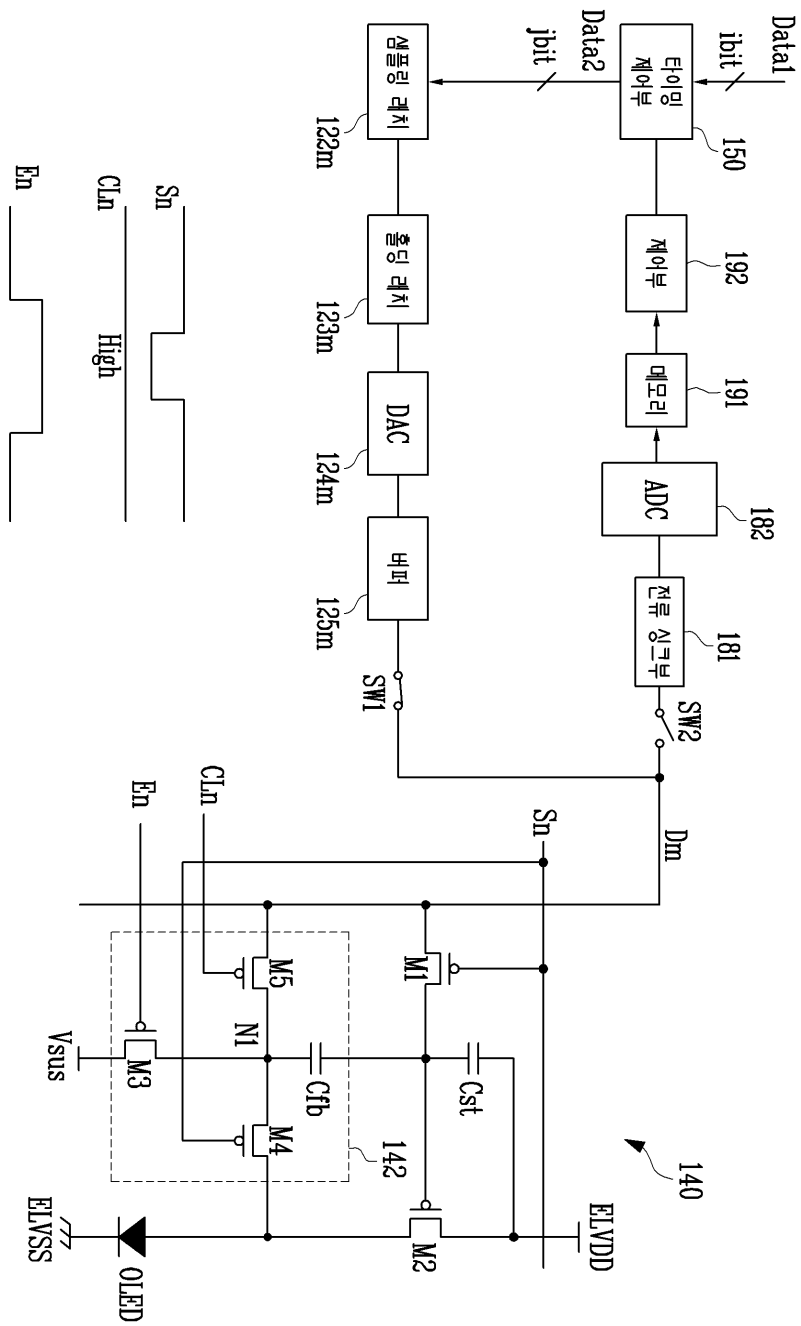 Data1
ibit
타이밍
제어부
150
Data2
jbit
샘플링 래치
122m
제어부
192
메모리
191
ADC
182
전류 싱크부
181
SW2
홀딩 래치
123m
DAC
124m
버퍼
125m
SW1
Dm
Sn
CLn
En
M1
M5
M3
M4
M2
N1
Cfb
Cst
Vsus
142
140
ELVDD
ELVSS
OLED
Sn
CLn
High
En